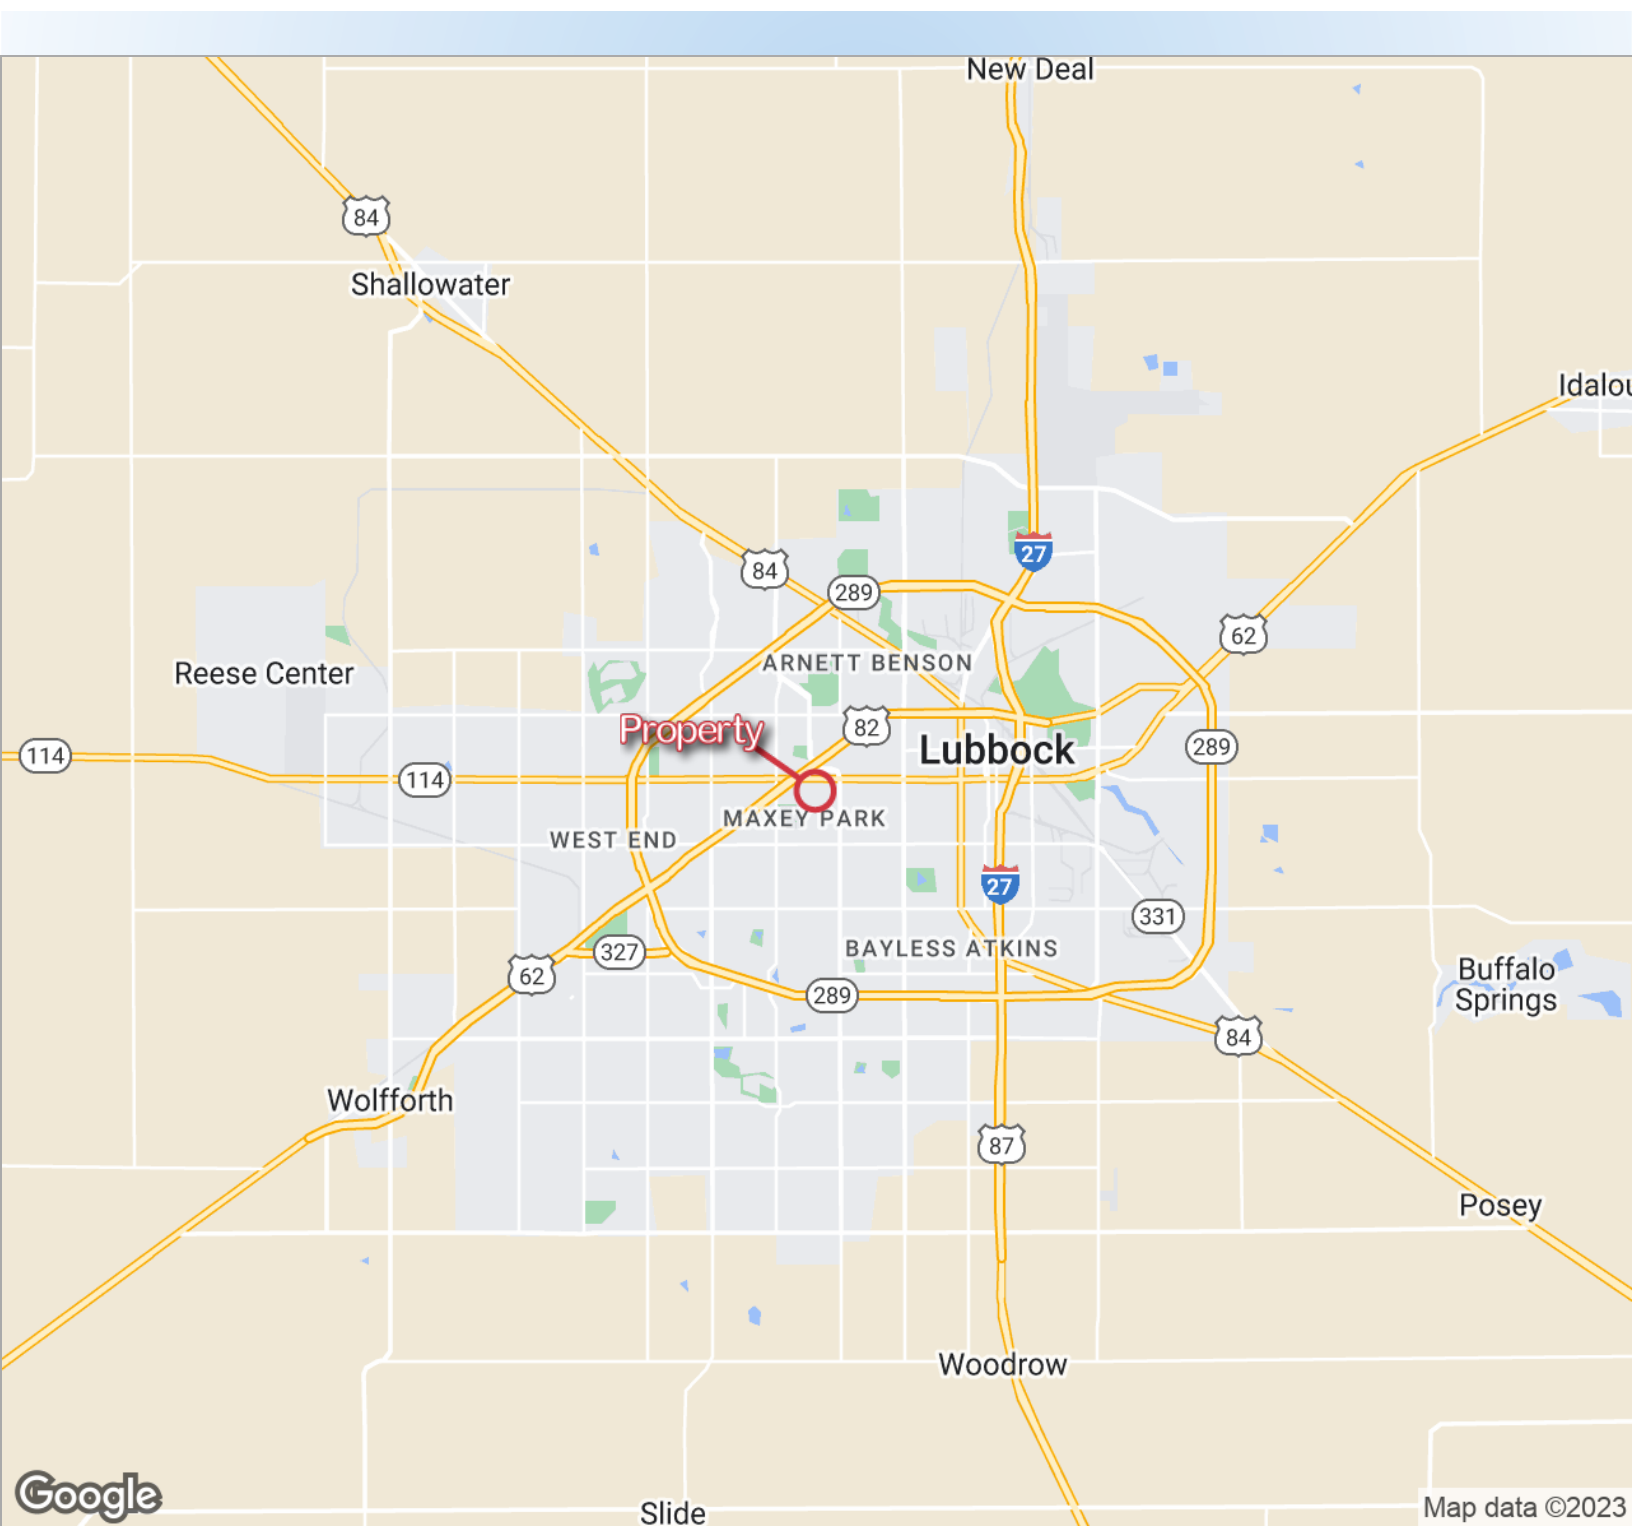 New Deal
84
Shallowater
Idalou
27
84
289
62
ARNETT BENSON
Reese Center
Property
82
Lubbock
289
114
114
MAXEY PARK
WEST END
27
331
BAYLESS ATKINS
327
62
289
Buffalo
Springs
84
Wolfforth
87
Posey
Woodrow
Google
Slide
Map data ©2023